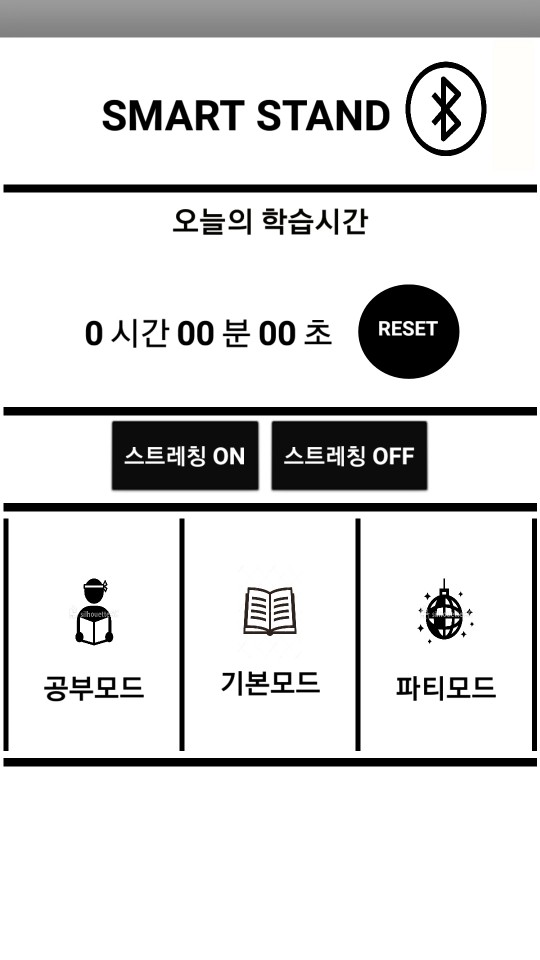 SMART STAND
오늘의 학습시간
0 시간 00 분 00 초
RESET
스트레칭 ON
스트레칭 OFF
silhouette
공부모드
기본모드
파티모드